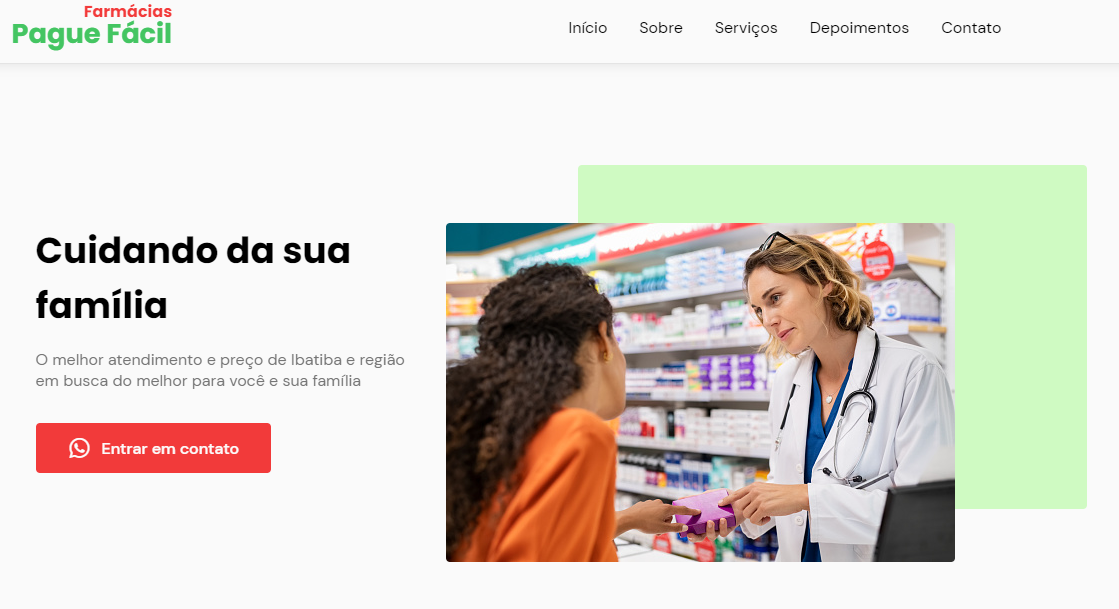 Farmácias
Pague Fácil
Início Sobre Serviços Depoimentos Contato
Cuidando da sua
família
O melhor atendimento e preço de Ibatiba e região
em busca do melhor para você e sua família
Entrar em contato